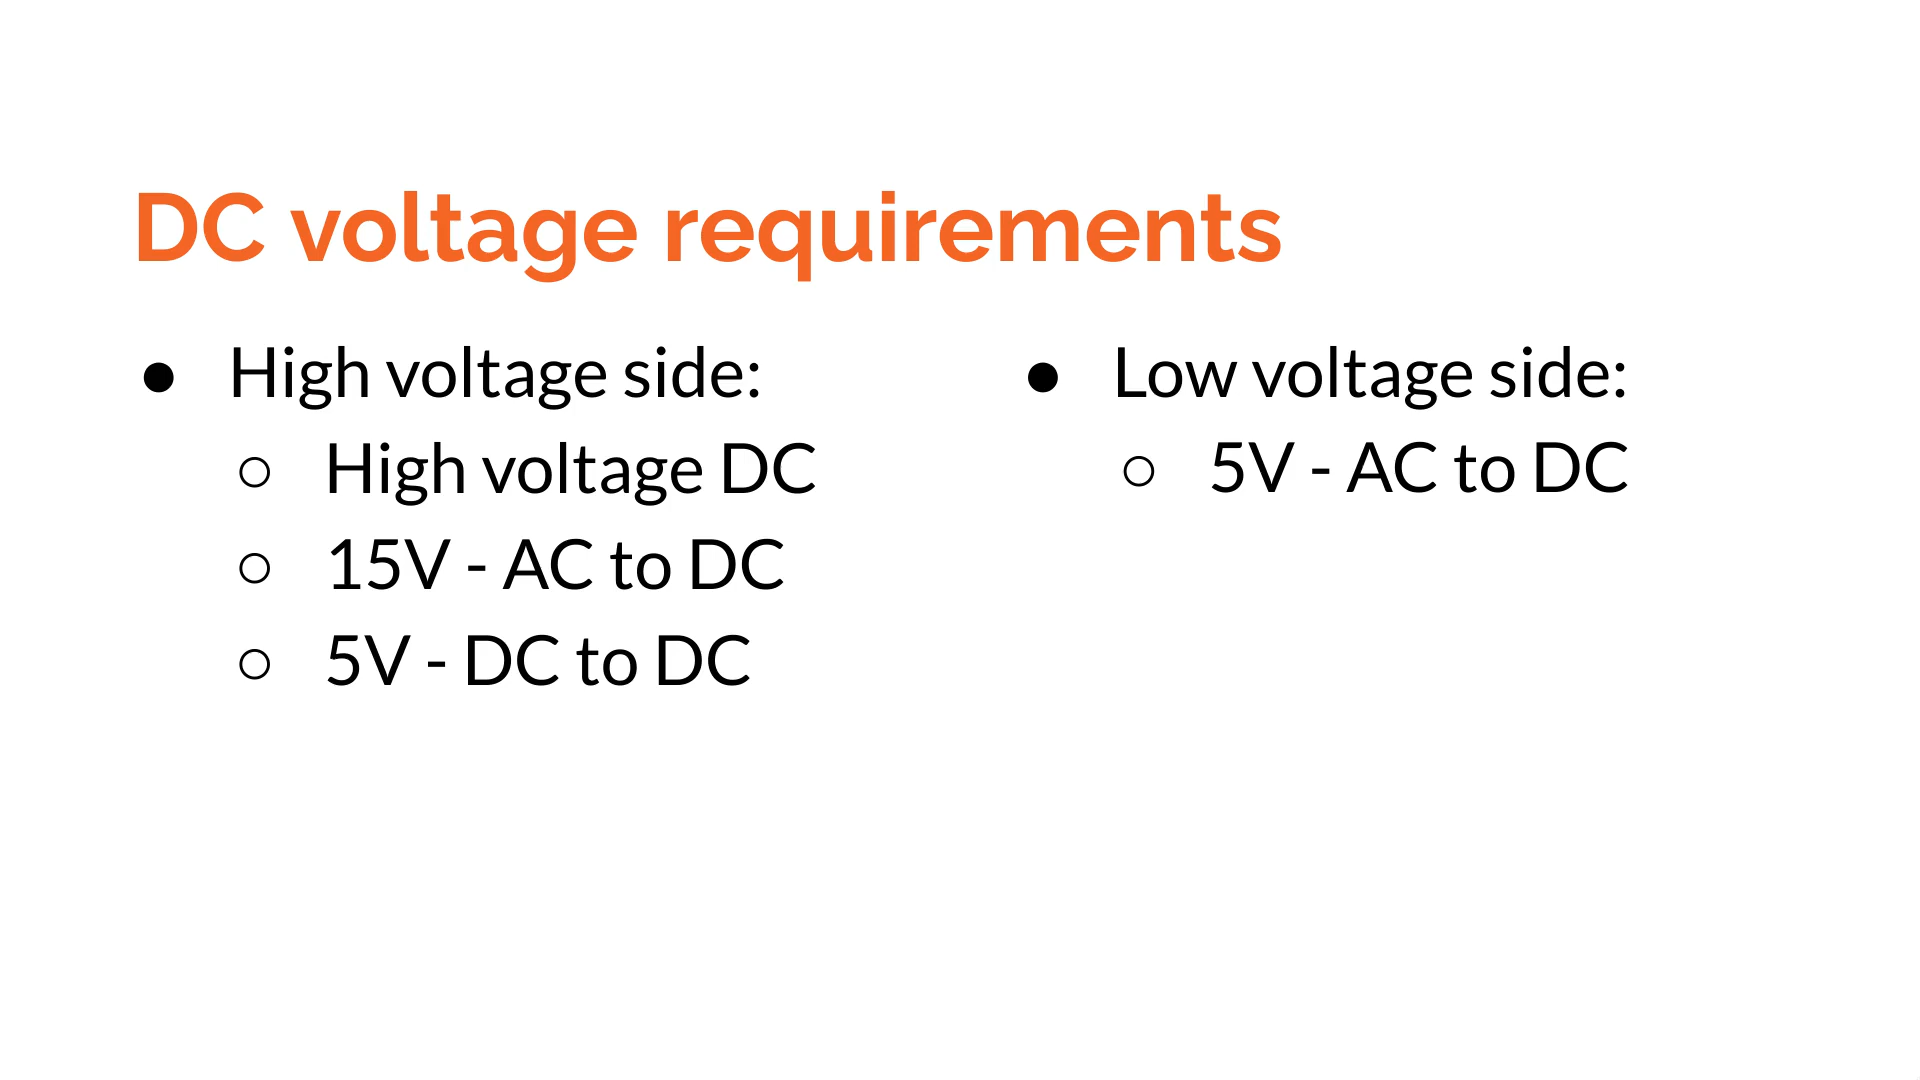 DC voltage requirements
● High voltage side:
○ High voltage DC
○ 15V - AC to DC
○ 5V - DC to DC
● Low voltage side:
○ 5V - AC to DC